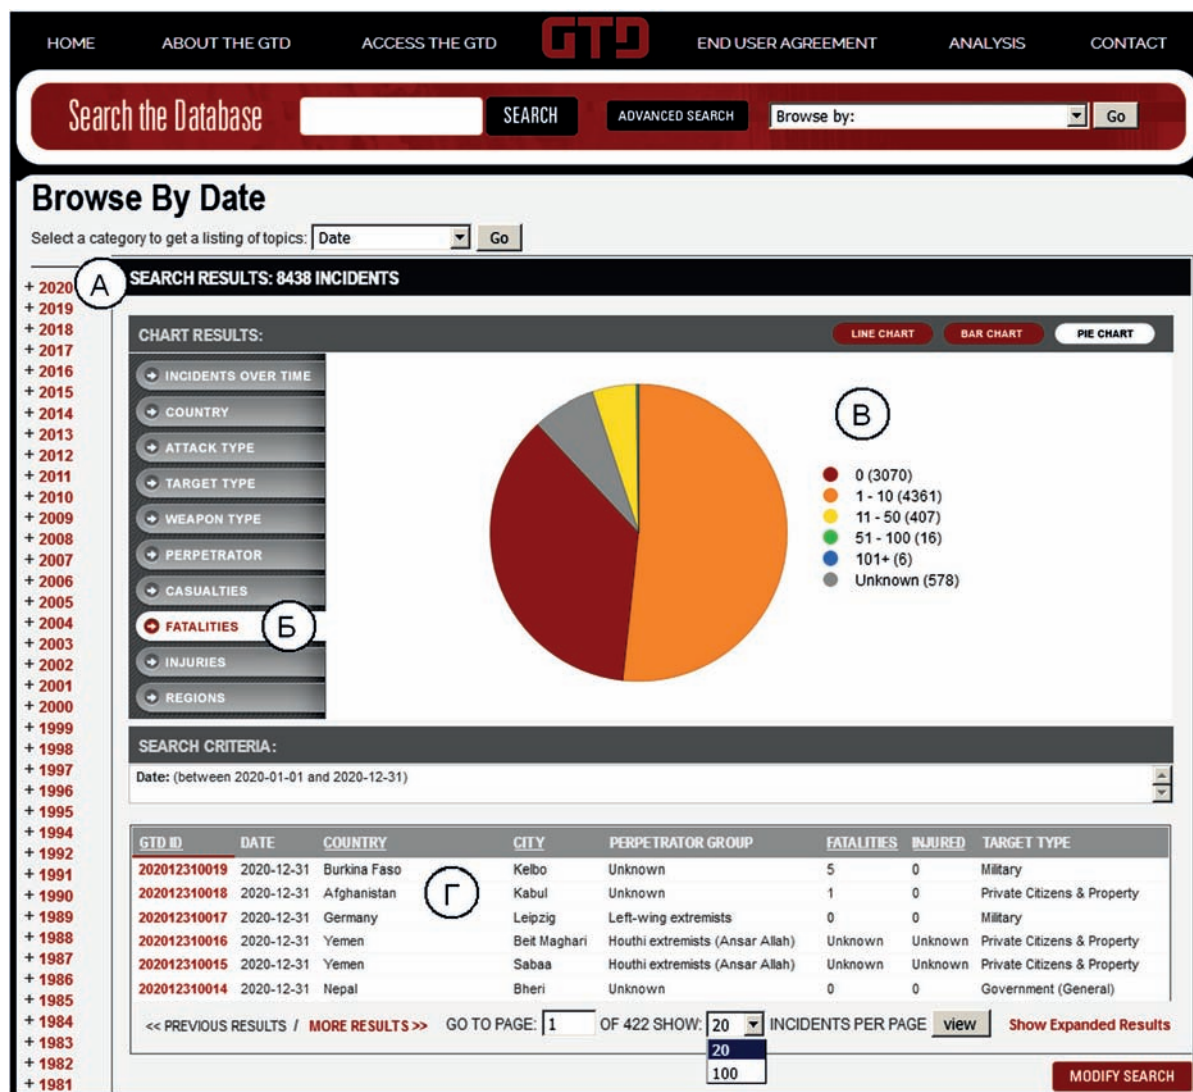 HOME ABOUT THE GTD ACCESS THE GTD GTD END USER AGREEMENT ANALYSIS CONTACT
Search the Database SEARCH ADVANCED SEARCH Browse by: Go
Browse By Date
Select a category to get a listing of topics: Date Go
+ 2020
+ 2019
+ 2018
+ 2017
+ 2016
+ 2015
+ 2014
+ 2013
+ 2012
+ 2011
+ 2010
+ 2009
+ 2008
+ 2007
+ 2006
+ 2005
+ 2004
+ 2003
+ 2002
+ 2001
+ 2000
+ 1999
+ 1998
+ 1997
+ 1996
+ 1995
+ 1994
+ 1992
+ 1991
+ 1990
+ 1989
+ 1988
+ 1987
+ 1986
+ 1985
+ 1984
+ 1983
+ 1982
+ 1981
А
SEARCH RESULTS: 8438 INCIDENTS
CHART RESULTS: LINE CHART BAR CHART PIE CHART
INCIDENTS OVER TIME
COUNTRY
ATTACK TYPE
TARGET TYPE
WEAPON TYPE
PERPETRATOR
CASUALTIES
FATALITIES Б
INJURIES
REGIONS
В
0 (3070)
1 - 10 (4361)
11 - 50 (407)
51 - 100 (16)
101+ (6)
Unknown (578)
SEARCH CRITERIA:
Date: (between 2020-01-01 and 2020-12-31)
GTD ID DATE COUNTRY CITY PERPETRATOR GROUP FATALITIES INJURED TARGET TYPE
202012310019 2020-12-31 Burkina Faso Kelbo Unknown 5 0 Military
202012310018 2020-12-31 Afghanistan Kabul Unknown 1 0 Private Citizens & Property
Г
202012310017 2020-12-31 Germany Leipzig Left-wing extremists 0 0 Military
202012310016 2020-12-31 Yemen Beit Maghari Houthi extremists (Ansar Allah) Unknown Unknown Private Citizens & Property
202012310015 2020-12-31 Yemen Sabaa Houthi extremists (Ansar Allah) Unknown Unknown Private Citizens & Property
202012310014 2020-12-31 Nepal Bheri Unknown 0 0 Government (General)
<< PREVIOUS RESULTS / MORE RESULTS >> GO TO PAGE: 1 OF 422 SHOW: 20 INCIDENTS PER PAGE view Show Expanded Results
20
100
MODIFY SEARCH